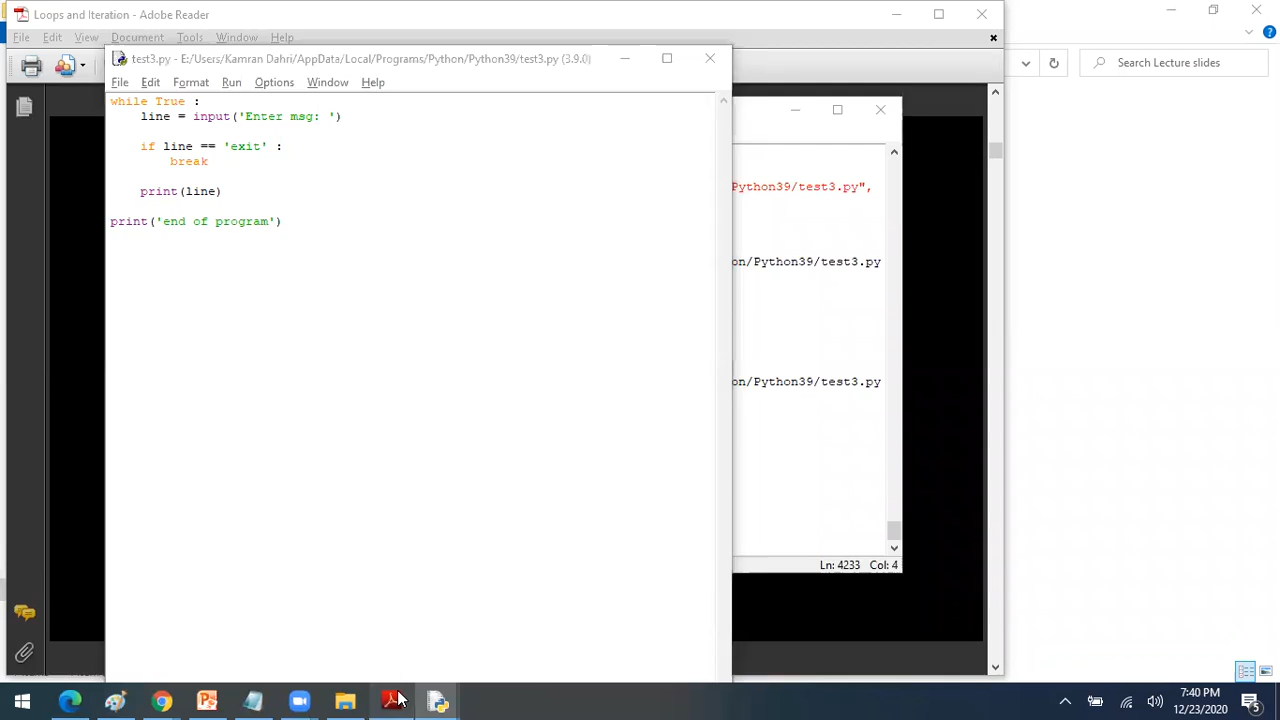 Loops and Iteration - Adobe Reader
File Edit View Document Tools Window Help
Search Lecture slides
test3.py - E:/Users/Kamran Dahri/AppData/Local/Programs/Python/Python39/test3.py (3.9.0)
File Edit Format Run Options Window Help
while True :
    line = input('Enter msg: ')
    if line == 'exit' :
        break
    print(line)
print('end of program')
Python39/test3.py",
on/Python39/test3.py
on/Python39/test3.py
Ln: 4233 Col: 4
7:40 PM
12/23/2020
5